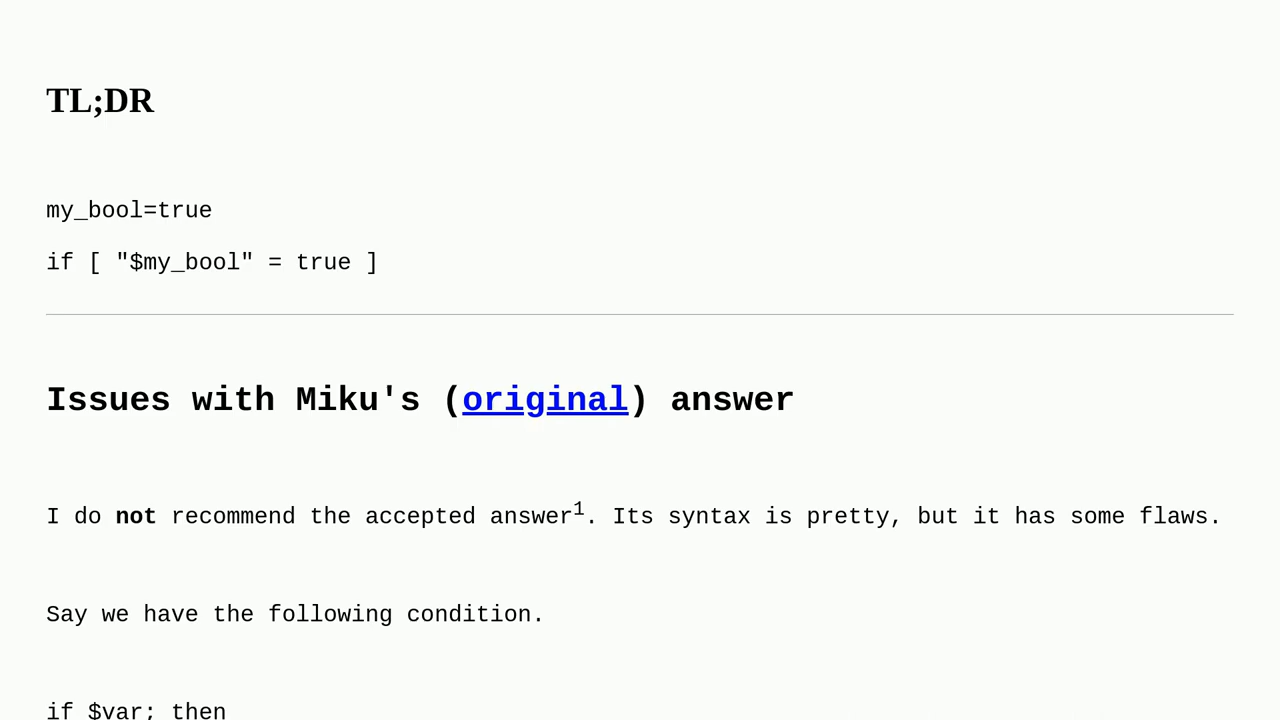 TL;DR
my_bool=true
if [ "$my_bool" = true ]
Issues with Miku's (original) answer
I do not recommend the accepted answer1. Its syntax is pretty, but it has some flaws.
Say we have the following condition.
if $var; then